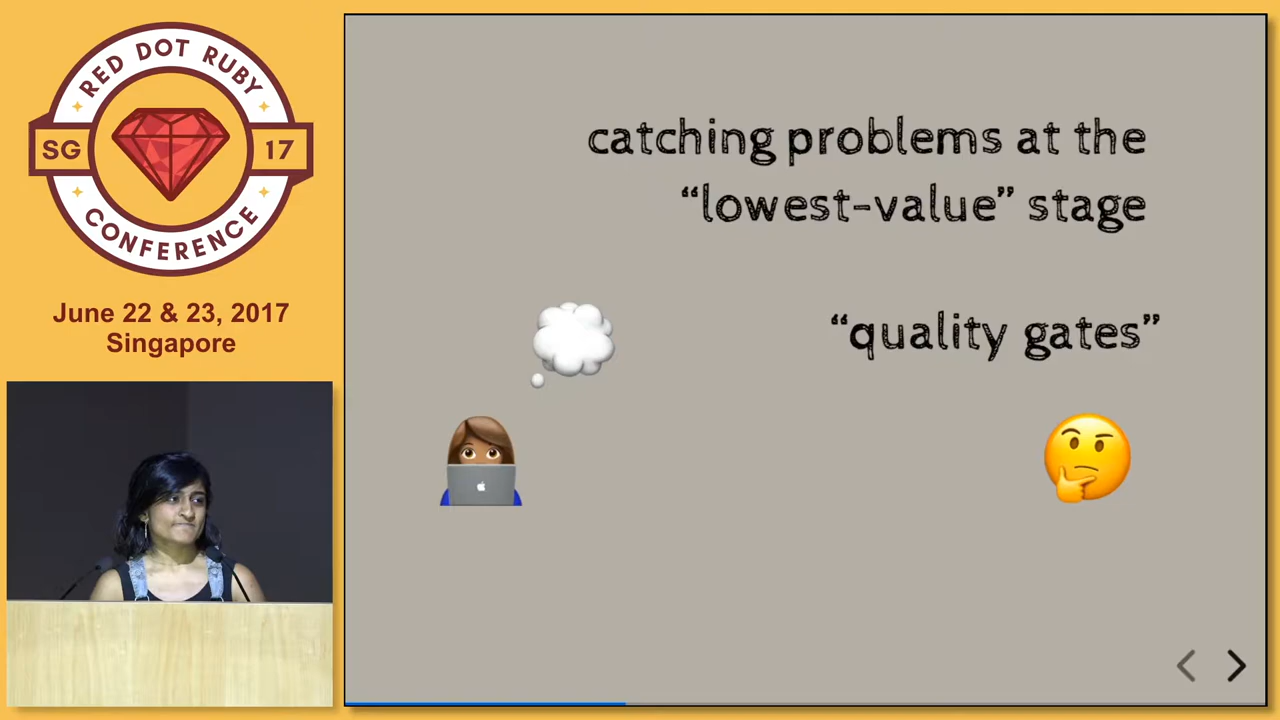 RED DOT RUBY
SG 17
CONFERENCE
June 22 & 23, 2017
Singapore
catching problems at the
“lowest-value” stage
“quality gates”